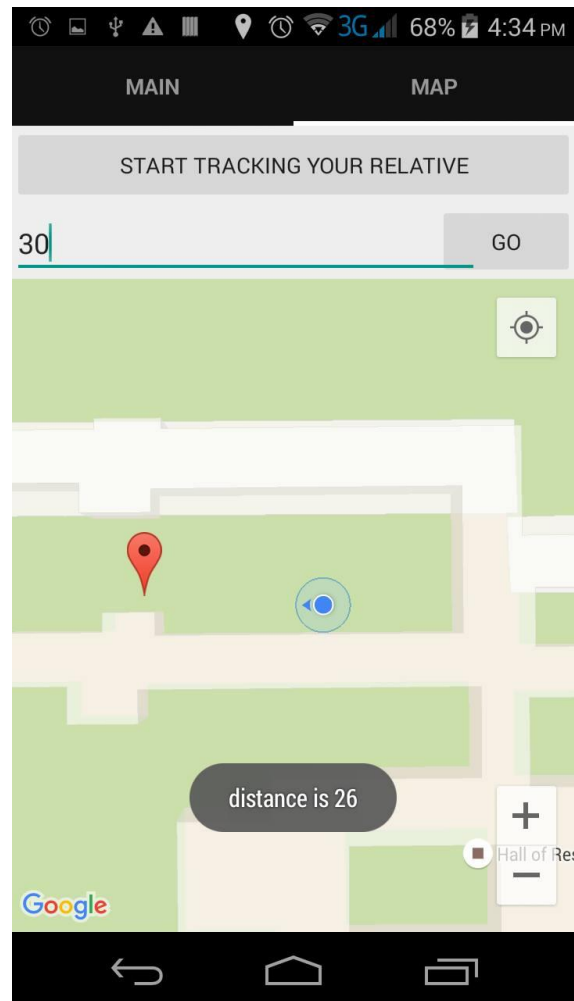 3G 68% 4:34 PM
MAIN MAP
START TRACKING YOUR RELATIVE
30 GO
distance is 26
+
Hall of Res
−
Google